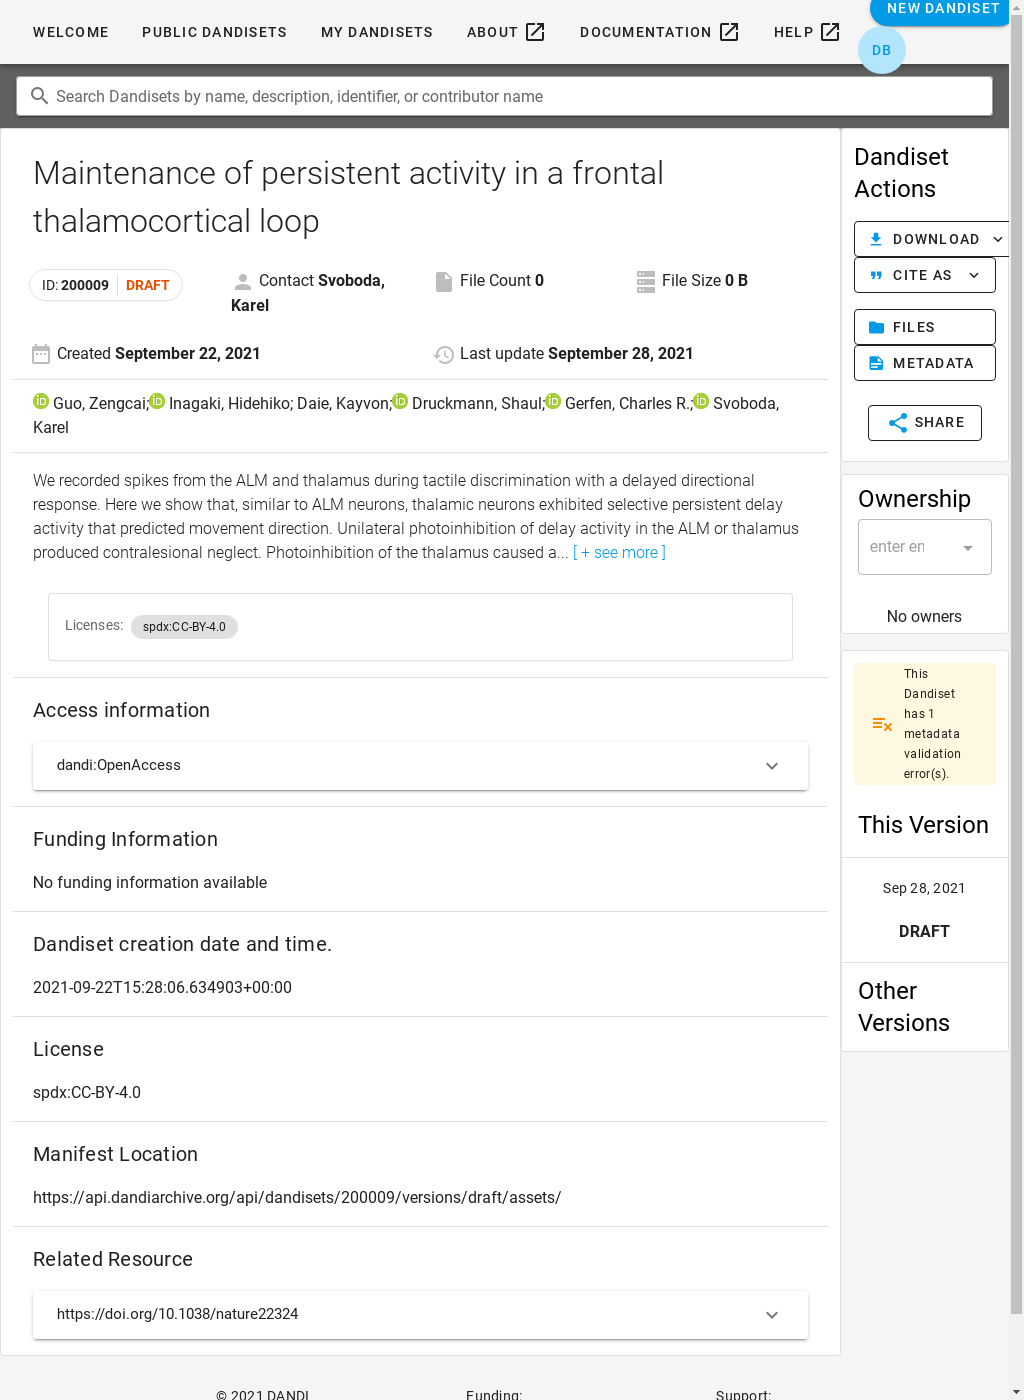 WELCOME PUBLIC DANDISETS MY DANDISETS ABOUT DOCUMENTATION HELP NEW DANDISET
DB
Search Dandisets by name, description, identifier, or contributor name
Maintenance of persistent activity in a frontal
thalamocortical loop
ID: 200009 DRAFT
Contact Svoboda,
Karel
File Count 0
File Size 0 B
Created September 22, 2021
Last update September 28, 2021
Guo, Zengcai; Inagaki, Hidehiko; Daie, Kayvon; Druckmann, Shaul; Gerfen, Charles R.; Svoboda,
Karel
We recorded spikes from the ALM and thalamus during tactile discrimination with a delayed directional
response. Here we show that, similar to ALM neurons, thalamic neurons exhibited selective persistent delay
activity that predicted movement direction. Unilateral photoinhibition of delay activity in the ALM or thalamus
produced contralesional neglect. Photoinhibition of the thalamus caused a... [ + see more ]
Licenses: spdx:CC-BY-4.0
Access information
dandi:OpenAccess
Funding Information
No funding information available
Dandiset creation date and time.
2021-09-22T15:28:06.634903+00:00
License
spdx:CC-BY-4.0
Manifest Location
https://api.dandiarchive.org/api/dandisets/200009/versions/draft/assets/
Related Resource
https://doi.org/10.1038/nature22324
Dandiset
Actions
DOWNLOAD
CITE AS
FILES
METADATA
SHARE
Ownership
enter en
No owners
This
Dandiset
has 1
metadata
validation
error(s).
This Version
Sep 28, 2021
DRAFT
Other
Versions
© 2021 DANDI Funding: Support: